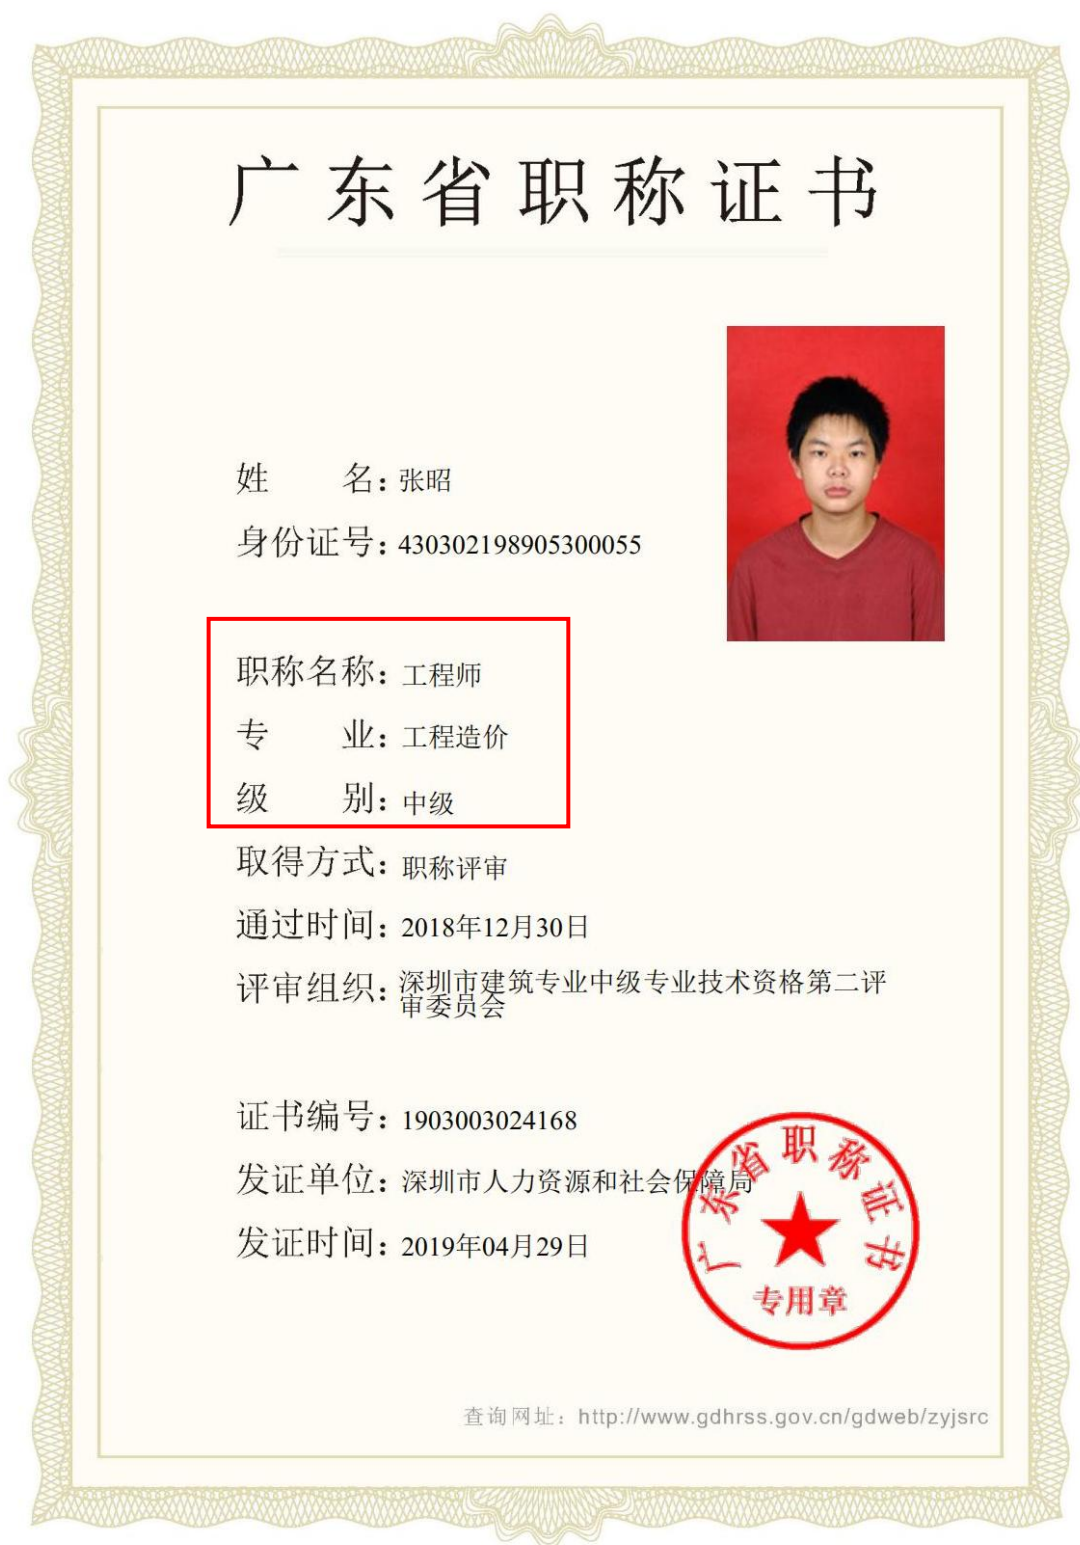 广东省职称证书
姓 名：张昭
身份证号：430302198905300055
职称名称：工程师
专 业：工程造价
级 别：中级
取得方式：职称评审
通过时间：2018年12月30日
评审组织：深圳市建筑专业中级专业技术资格第二评
审委员会
证书编号：1903003024168
发证单位：深圳市人力资源和社会保障局
发证时间：2019年04月29日
广东省职称证书
专用章
查询网址：http://www.gdhrss.gov.cn/gdweb/zyjsrc